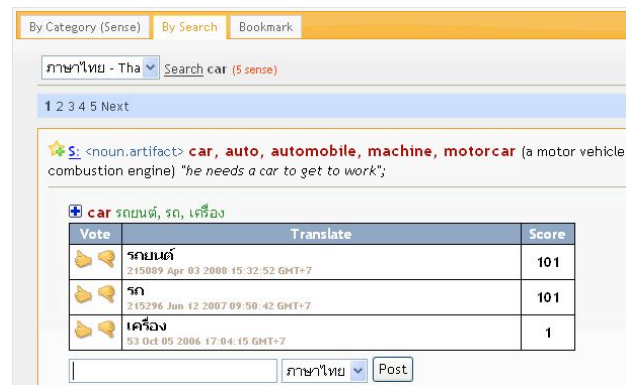 By Category (Sense) By Search Bookmark
ภาษาไทย - Tha Search car (5 sense)
1 2 3 4 5 Next
S: <noun.artifact> car, auto, automobile, machine, motorcar (a motor vehicle
combustion engine) "he needs a car to get to work";
car รถยนต์, รถ, เครื่อง
Vote Translate Score
รถยนต์ 101
215089 Apr 03 2008 15:32:52 GMT+7
รถ 101
215296 Jun 12 2007 09:50:42 GMT+7
เครื่อง 1
53 Oct 05 2006 17:04:15 GMT+7
ภาษาไทย Post